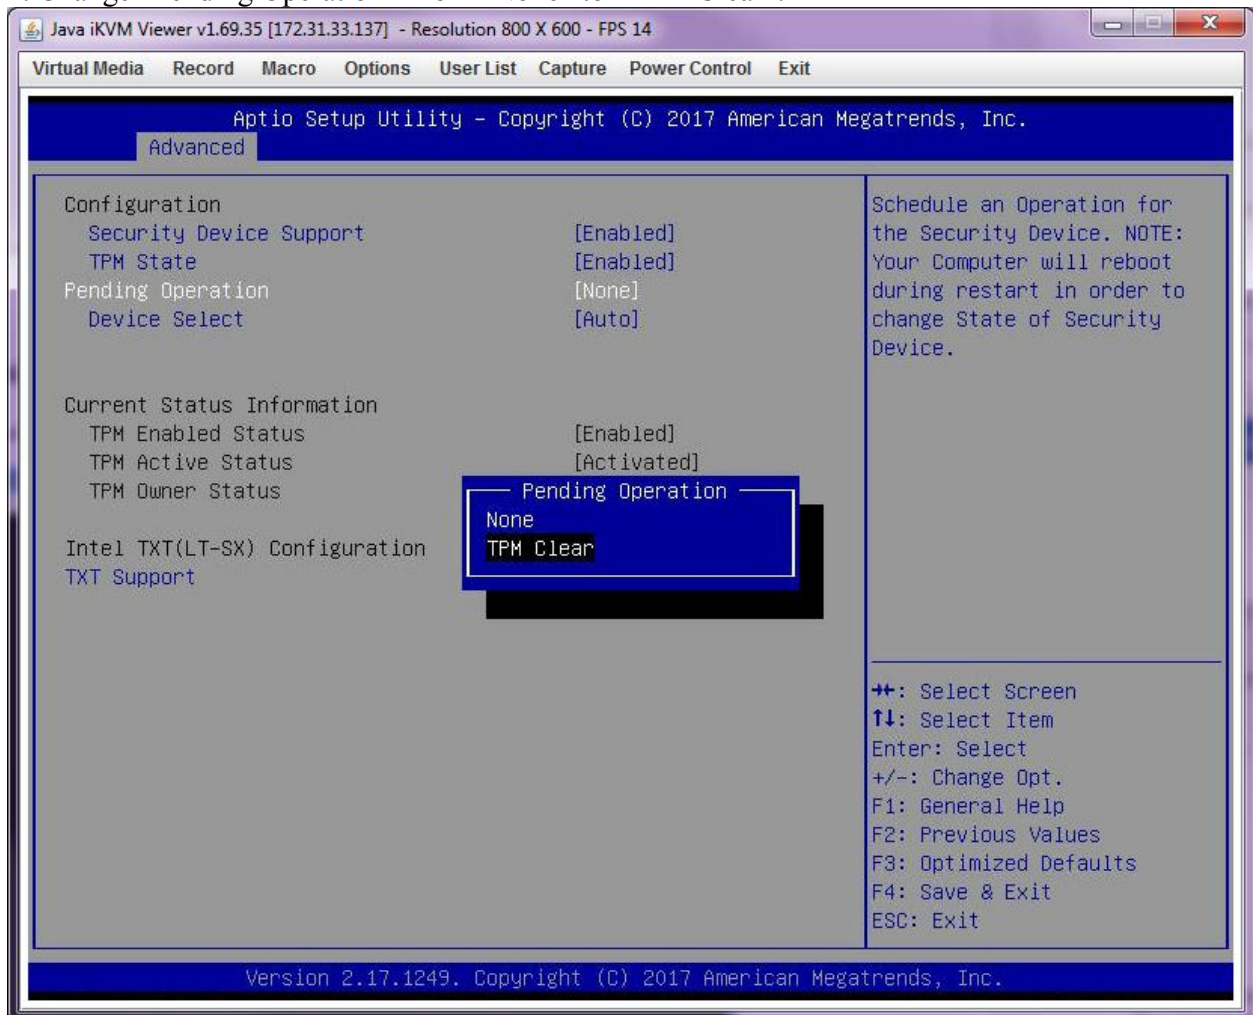 Java iKVM Viewer v1.69.35 [172.31.33.137] - Resolution 800 X 600 - FPS 14
Virtual Media Record Macro Options User List Capture Power Control Exit
Aptio Setup Utility – Copyright (C) 2017 American Megatrends, Inc.
Advanced
Configuration
Security Device Support [Enabled]
TPM State [Enabled]
Pending Operation [None]
Device Select [Auto]
Current Status Information
TPM Enabled Status [Enabled]
TPM Active Status [Activated]
TPM Owner Status
Intel TXT(LT-SX) Configuration
TXT Support
Pending Operation
None
TPM Clear
Schedule an Operation for
the Security Device. NOTE:
Your Computer will reboot
during restart in order to
change State of Security
Device.
→←: Select Screen
↑↓: Select Item
Enter: Select
+/-: Change Opt.
F1: General Help
F2: Previous Values
F3: Optimized Defaults
F4: Save & Exit
ESC: Exit
Version 2.17.1249. Copyright (C) 2017 American Megatrends, Inc.